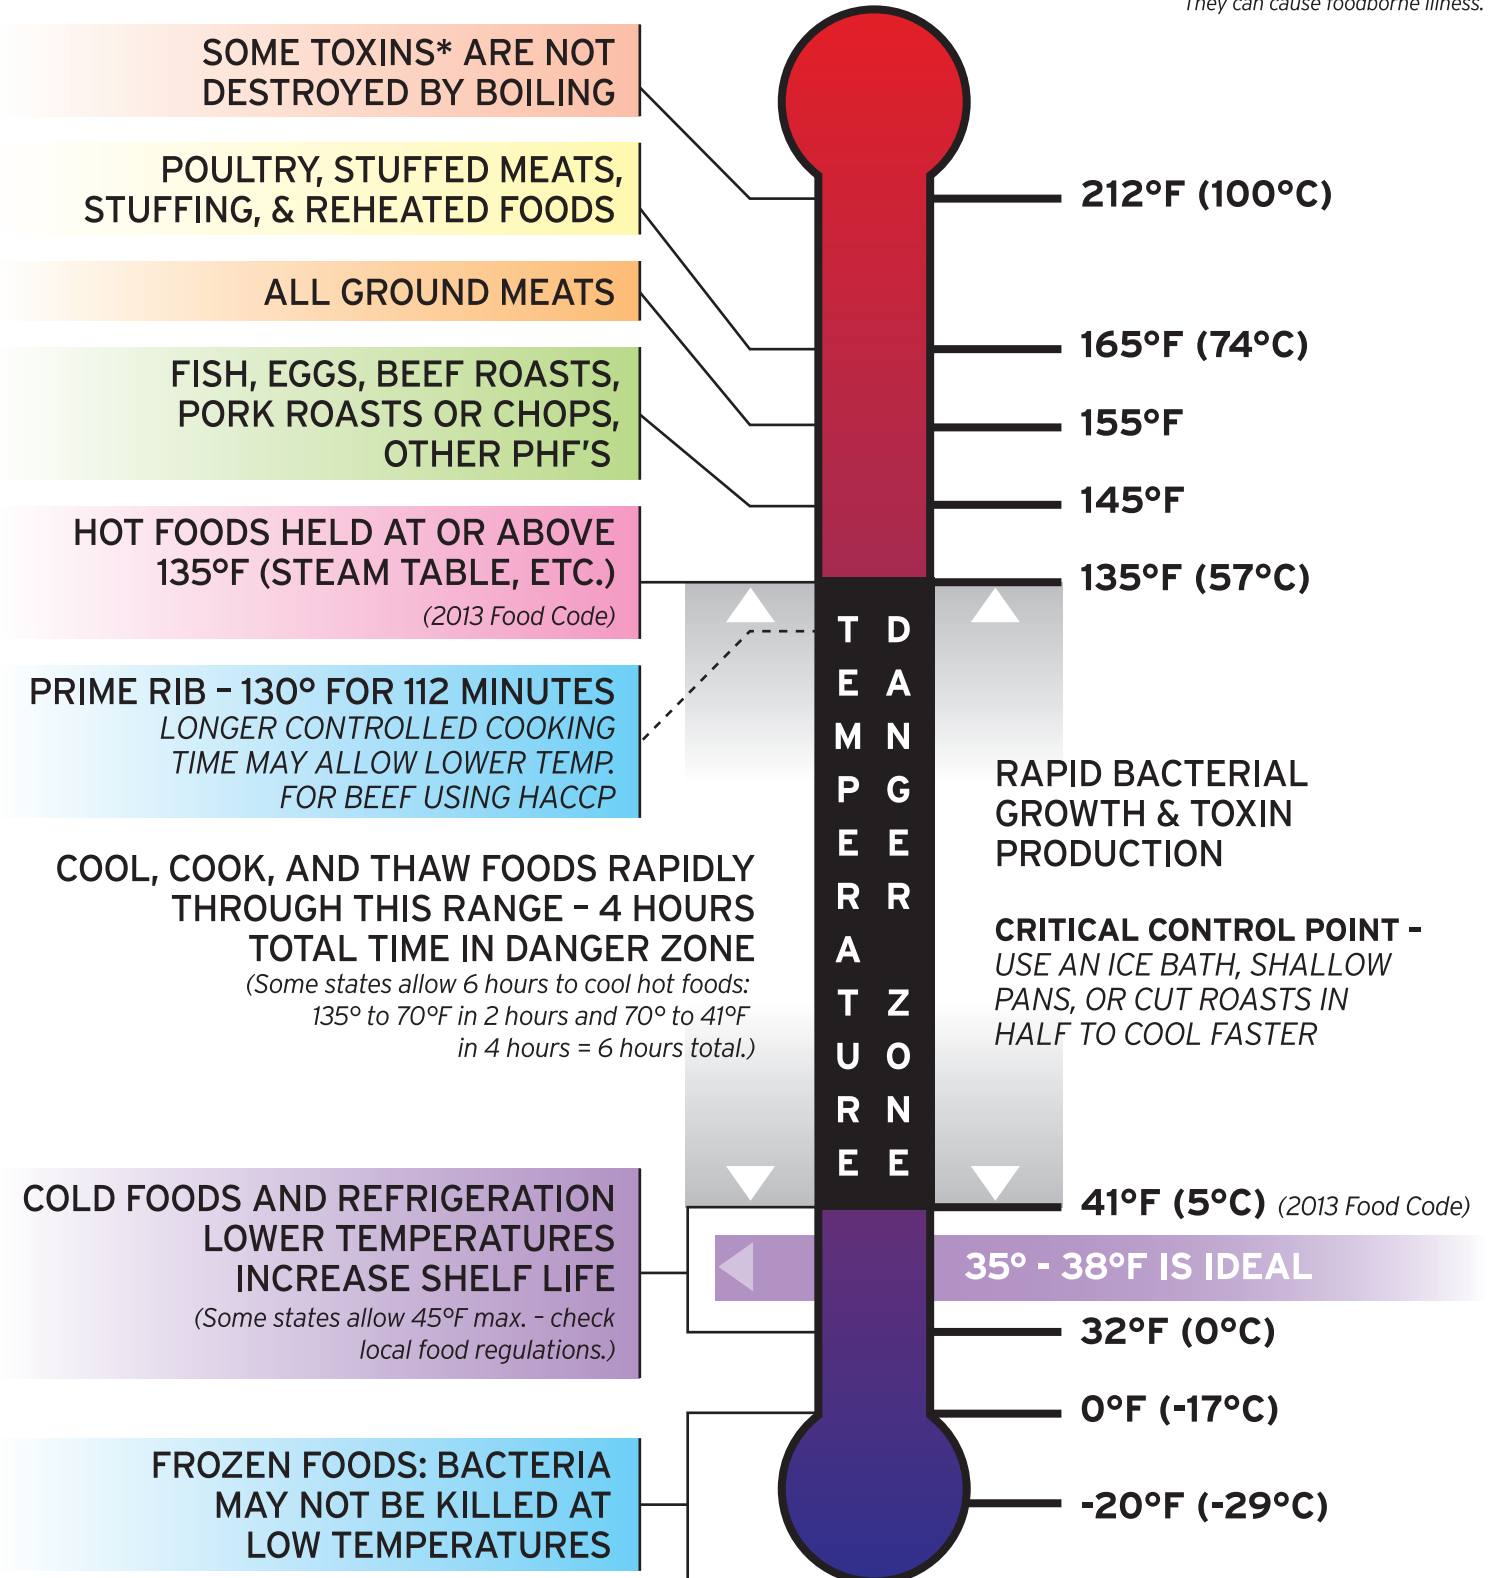 They can cause foodborne illness.
SOME TOXINS* ARE NOT
DESTROYED BY BOILING
212°F (100°C)
POULTRY, STUFFED MEATS,
STUFFING, & REHEATED FOODS
165°F (74°C)
ALL GROUND MEATS
155°F
FISH, EGGS, BEEF ROASTS,
PORK ROASTS OR CHOPS,
OTHER PHF'S
145°F
HOT FOODS HELD AT OR ABOVE
135°F (STEAM TABLE, ETC.)
(2013 Food Code)
135°F (57°C)
PRIME RIB – 130° FOR 112 MINUTES
LONGER CONTROLLED COOKING
TIME MAY ALLOW LOWER TEMP.
FOR BEEF USING HACCP
TEMPERATURE
DANGER ZONE
RAPID BACTERIAL
GROWTH & TOXIN
PRODUCTION
COOL, COOK, AND THAW FOODS RAPIDLY
THROUGH THIS RANGE – 4 HOURS
TOTAL TIME IN DANGER ZONE
(Some states allow 6 hours to cool hot foods:
135° to 70°F in 2 hours and 70° to 41°F
in 4 hours = 6 hours total.)
CRITICAL CONTROL POINT –
USE AN ICE BATH, SHALLOW
PANS, OR CUT ROASTS IN
HALF TO COOL FASTER
COLD FOODS AND REFRIGERATION
LOWER TEMPERATURES
INCREASE SHELF LIFE
(Some states allow 45°F max. – check
local food regulations.)
41°F (5°C) (2013 Food Code)
35° - 38°F IS IDEAL
32°F (0°C)
0°F (-17°C)
FROZEN FOODS: BACTERIA
MAY NOT BE KILLED AT
LOW TEMPERATURES
-20°F (-29°C)